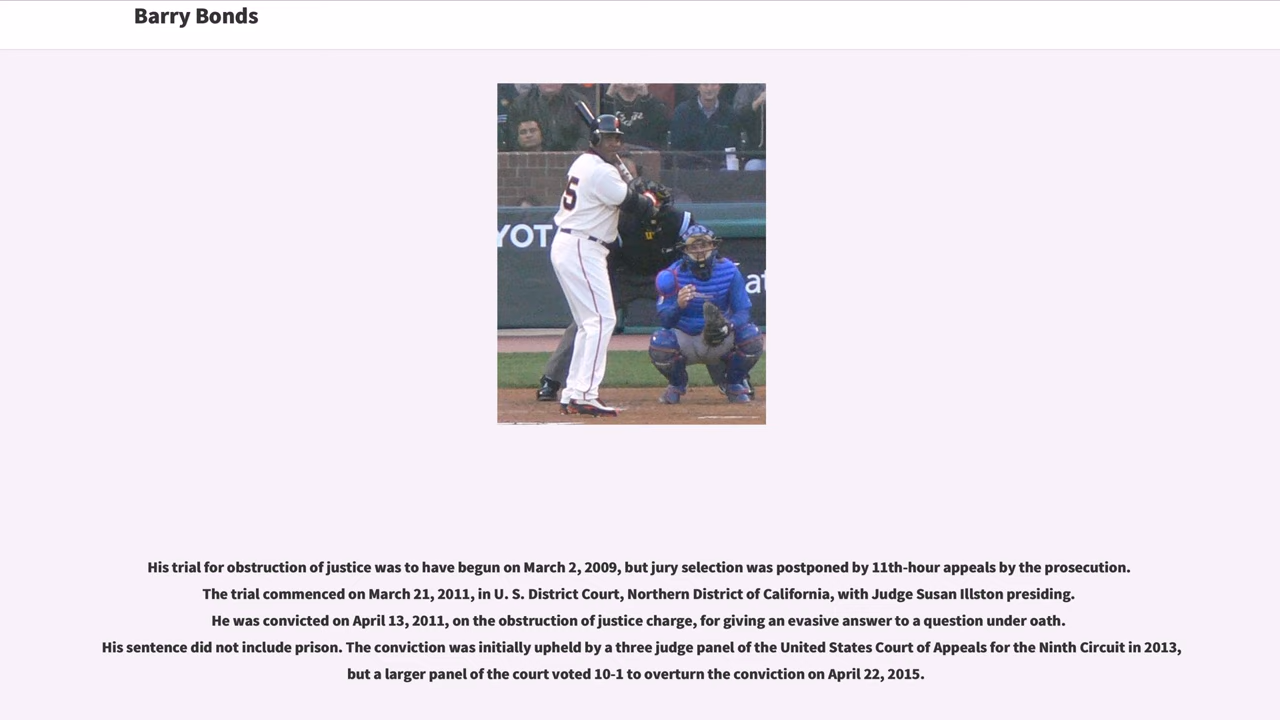 Barry Bonds
5
YOT
at
His trial for obstruction of justice was to have begun on March 2, 2009, but jury selection was postponed by 11th-hour appeals by the prosecution.
The trial commenced on March 21, 2011, in U. S. District Court, Northern District of California, with Judge Susan Illston presiding.
He was convicted on April 13, 2011, on the obstruction of justice charge, for giving an evasive answer to a question under oath.
His sentence did not include prison. The conviction was initially upheld by a three judge panel of the United States Court of Appeals for the Ninth Circuit in 2013,
but a larger panel of the court voted 10-1 to overturn the conviction on April 22, 2015.